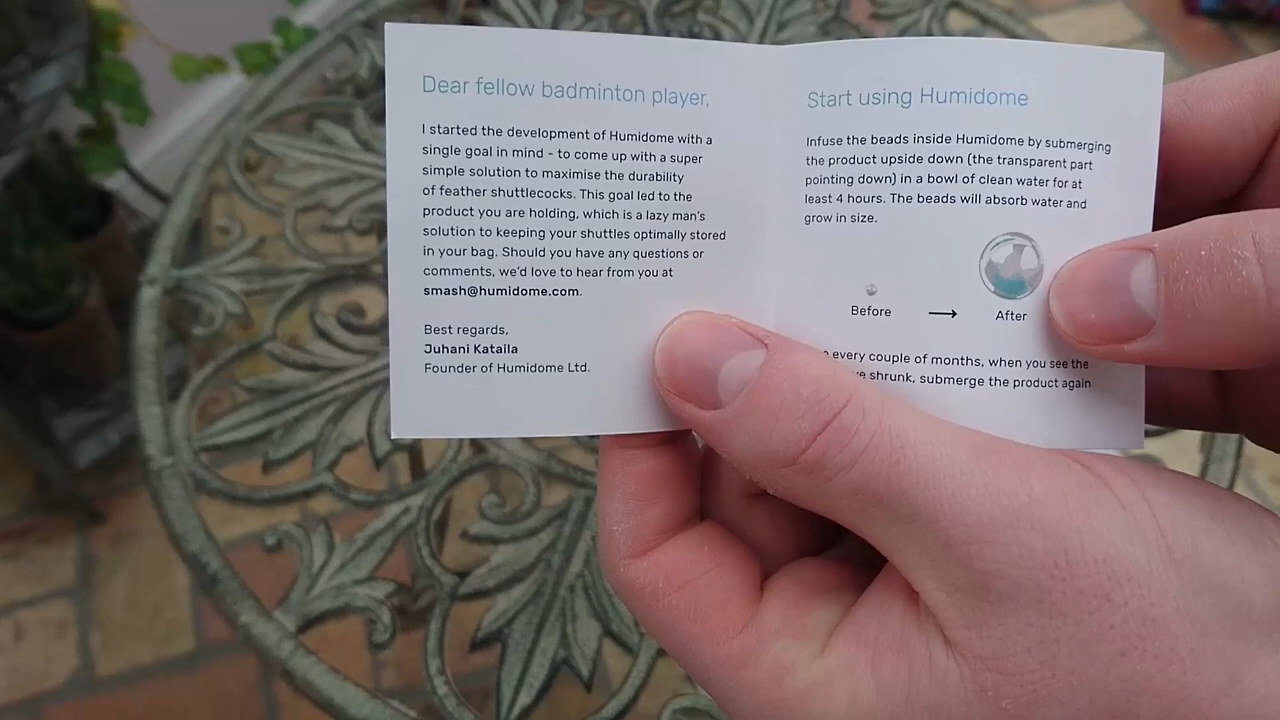 Dear fellow badminton player,
I started the development of Humidome with a
single goal in mind - to come up with a super
simple solution to maximise the durability
of feather shuttlecocks. This goal led to the
product you are holding, which is a lazy man's
solution to keeping your shuttles optimally stored
in your bag. Should you have any questions or
comments, we'd love to hear from you at
smash@humidome.com.
Best regards,
Juhani Kataila
Founder of Humidome Ltd.
Start using Humidome
Infuse the beads inside Humidome by submerging
the product upside down (the transparent part
pointing down) in a bowl of clean water for at
least 4 hours. The beads will absorb water and
grow in size.
Before → After
every couple of months, when you see the
shrunk, submerge the product again